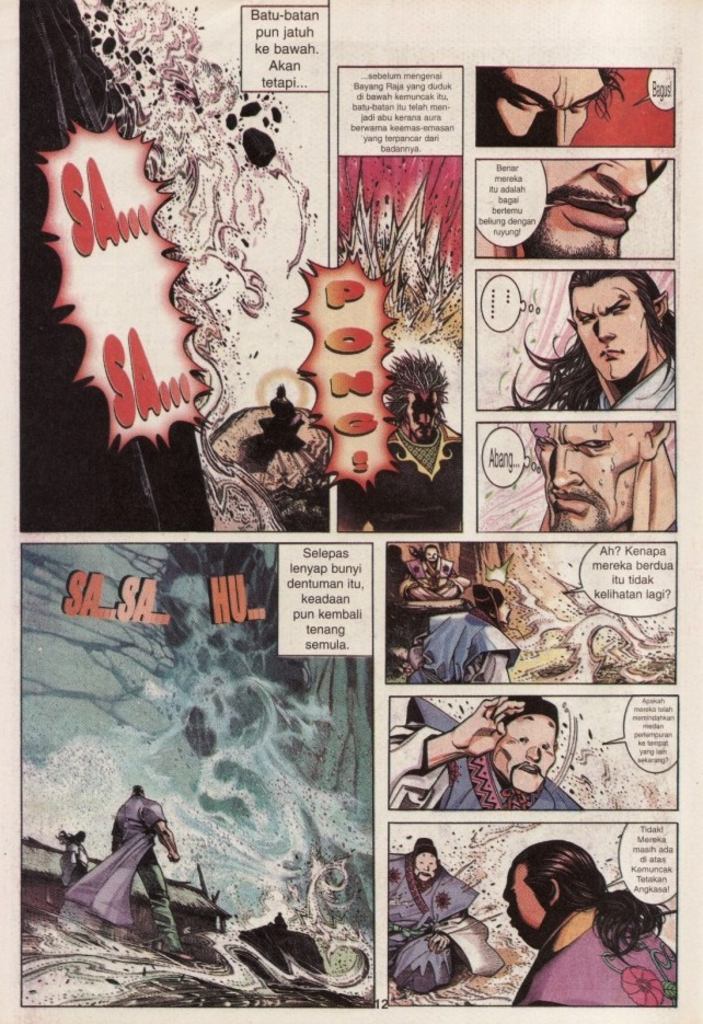 Batu-batan
pun jatuh
ke bawah.
Akan
tetapi...
SA...
SA...
...sebelum mengenai
Bayang Raja yang duduk
di bawah kemuncak itu,
batu-batan itu telah men-
jadi abu kerana aura
berwarna keemas-emasan
yang terpancar dari
badannya.
PONG!
Bagus!
Benar
mereka
itu adalah
bagai
bertemu
beliung dengan
ruyung!
......
Abang...
SA...SA... HU...
Selepas
lenyap bunyi
dentuman itu,
keadaan
pun kembali
tenang
semula.
Ah? Kenapa
mereka berdua
itu tidak
kelihatan lagi?
Apakah
mereka telah
memindahkan
medan
pertempuran
ke tempat
yang lain
sekarang?
Tidak!
Mereka
masih ada
di atas
Kemuncak
Tetakan
Angkasa!
12